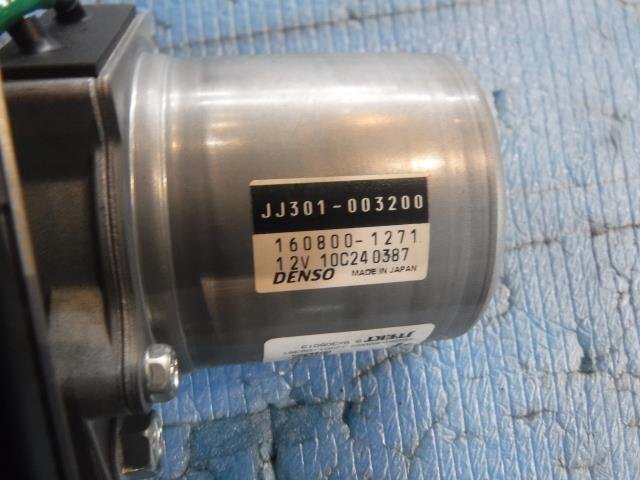 JJ301-003200
160800-1271
12V 10C240387
DENSO MADE IN JAPAN
JTEKT